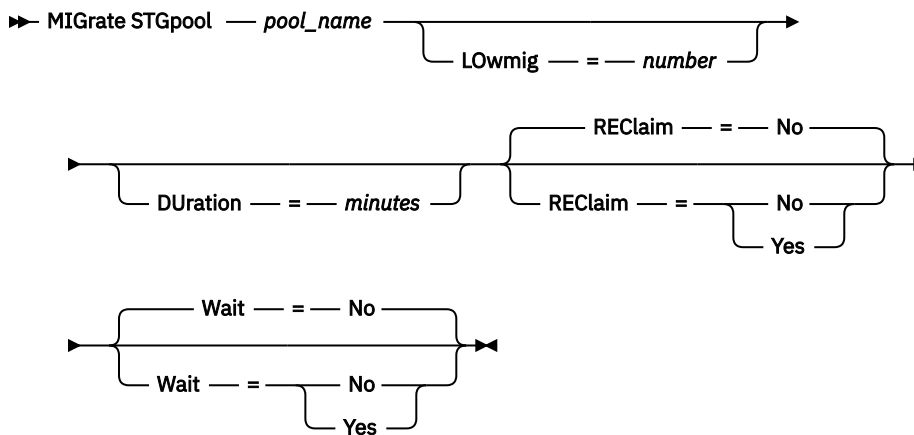 MIGrate STGpool pool_name
LOwmig = number
REClaim = No
DUration = minutes REClaim = No
Yes
Wait = No
Wait = No
Yes